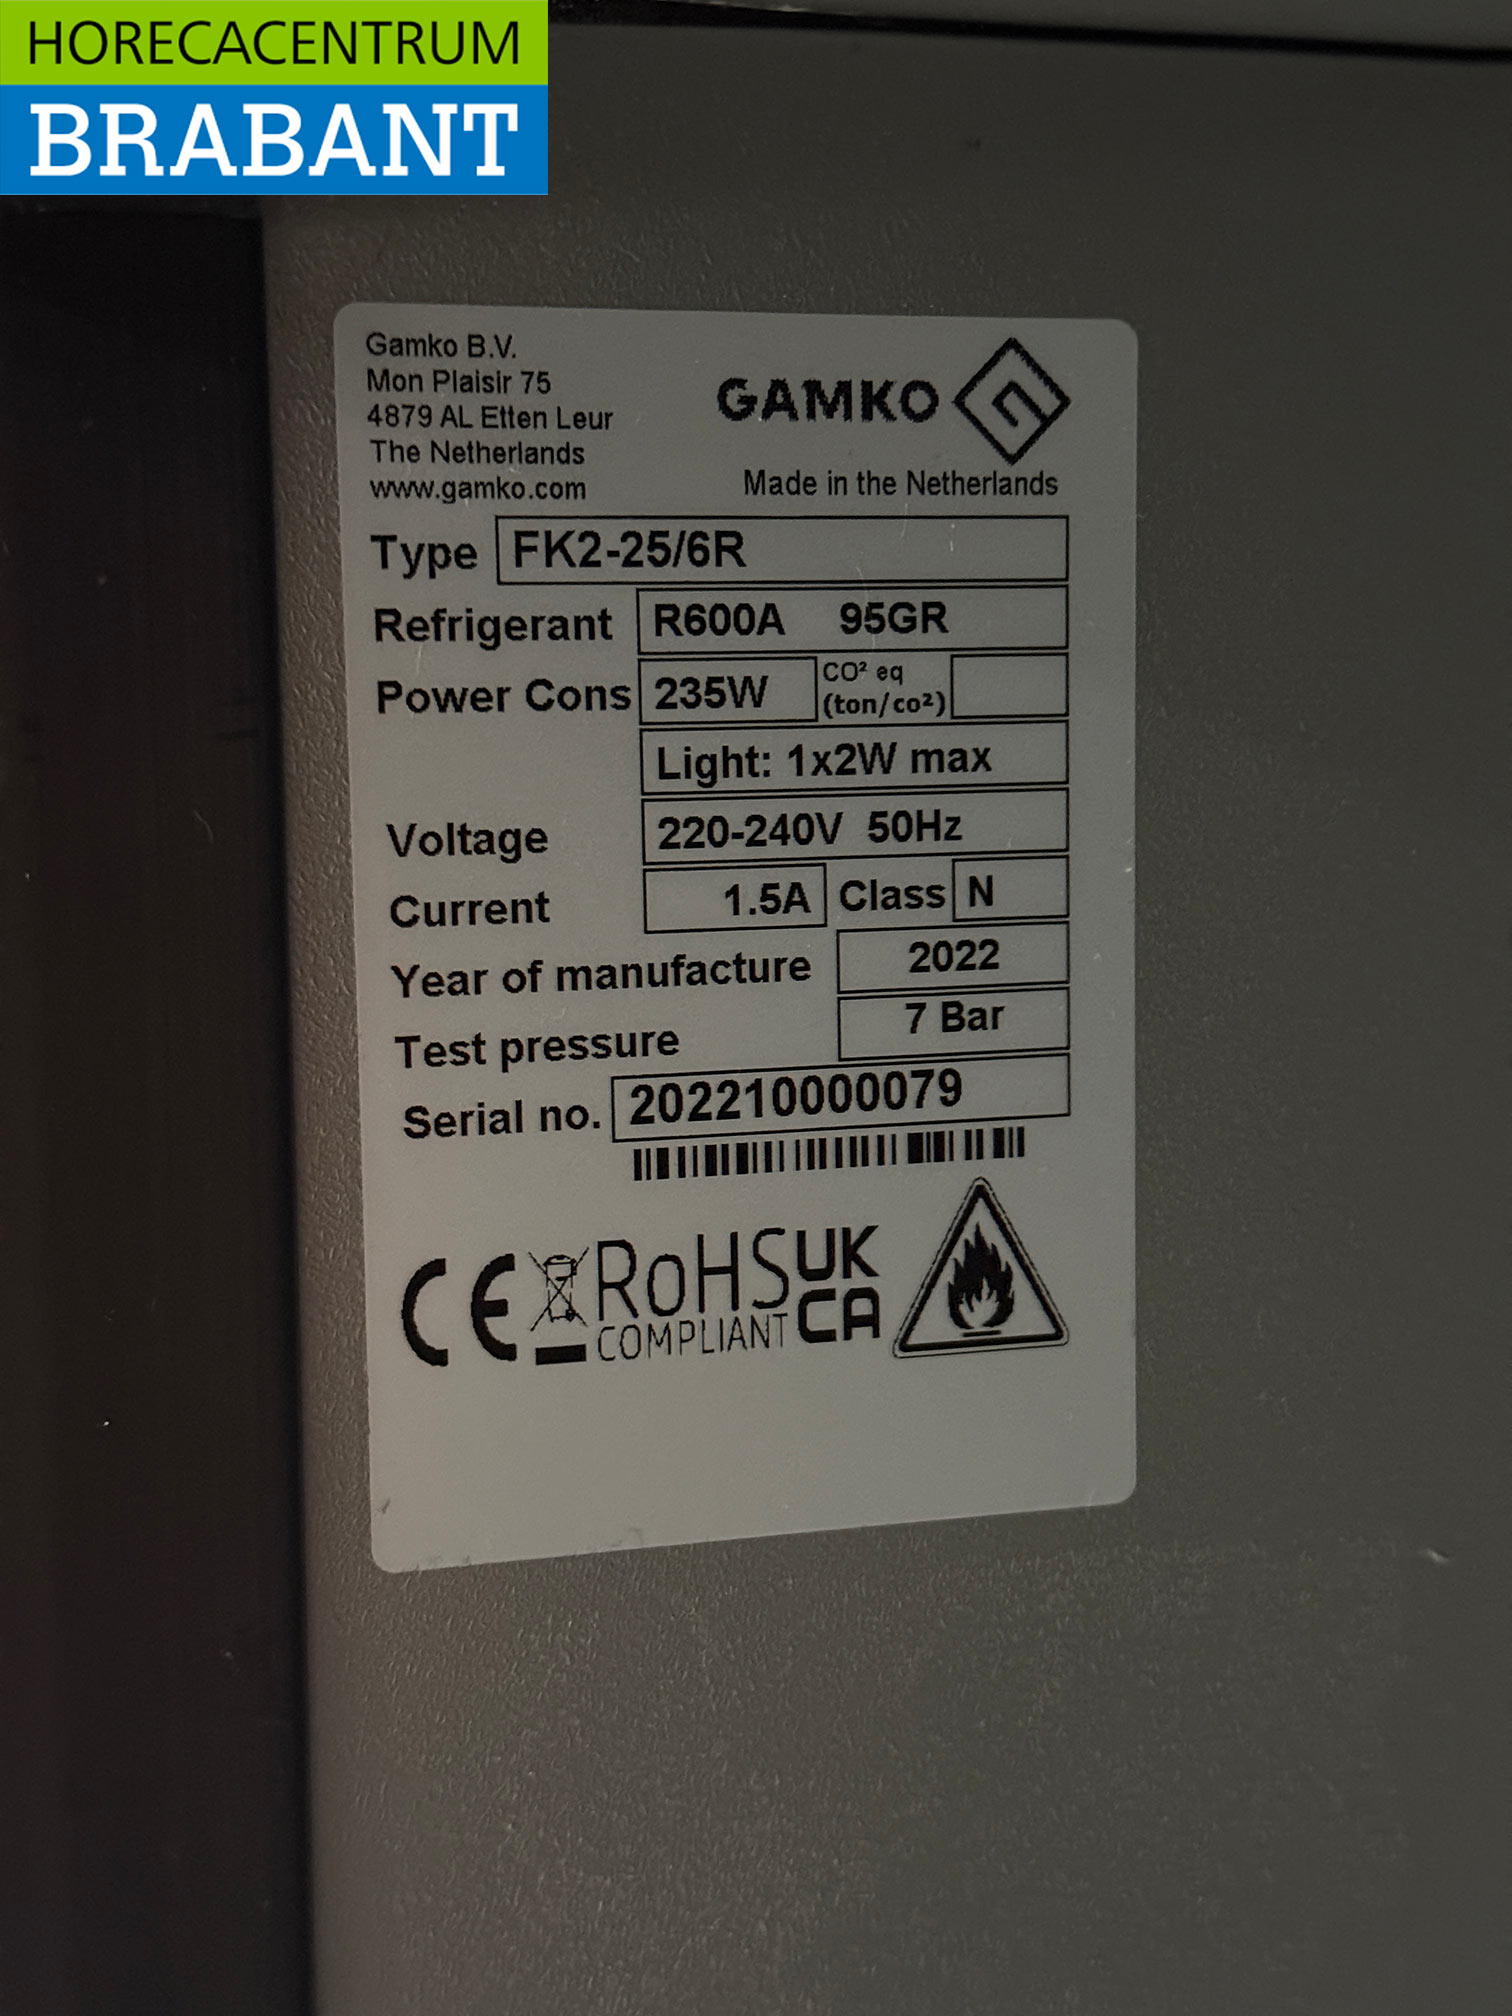 HORECACENTRUM
BRABANT
Gamko B.V.
Mon Plaisir 75
4879 AL Etten Leur
The Netherlands
www.gamko.com
GAMKO
Made in the Netherlands
Type FK2-25/6R
Refrigerant R600A 95GR
Power Cons 235W CO² eq (ton/co²)
Light: 1x2W max
Voltage 220-240V 50Hz
Current 1.5A Class N
Year of manufacture 2022
Test pressure 7 Bar
Serial no. 202210000079
CE RoHS COMPLIANT UK CA